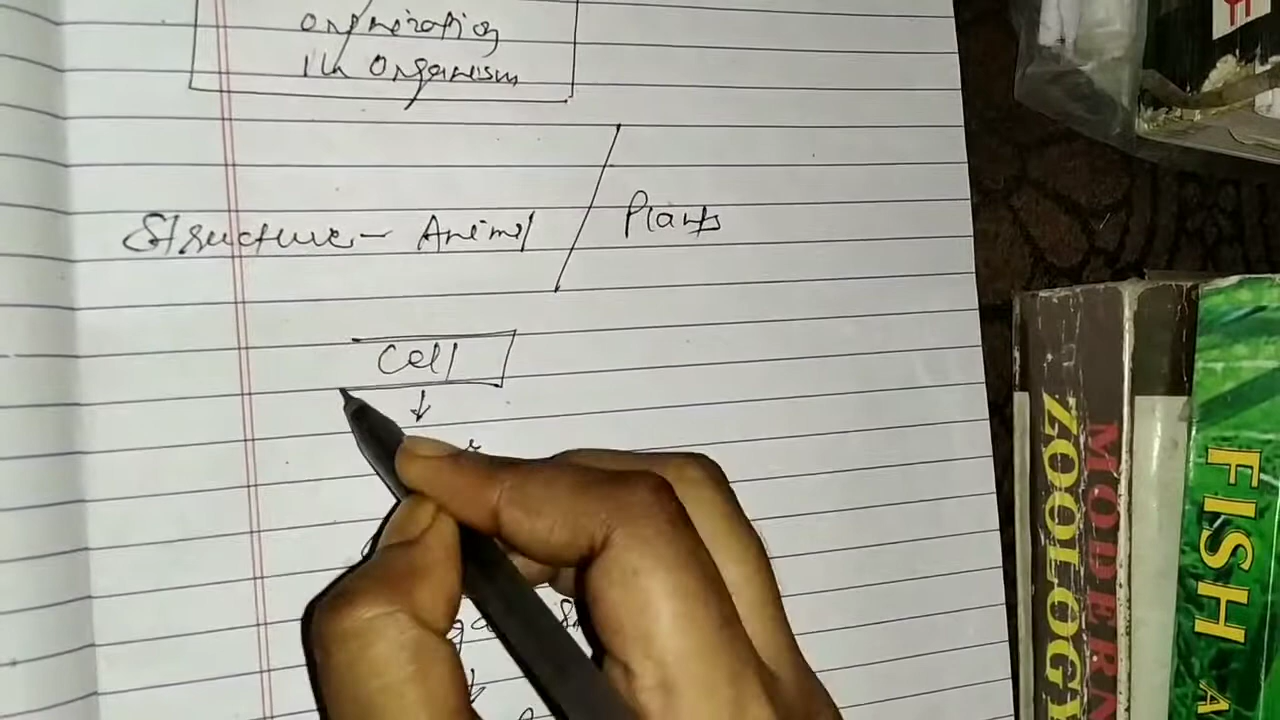 organization
in Organism
Structure - Animal / Plants
Cell
↓
MODERN
ZOOLOGY
FISH A